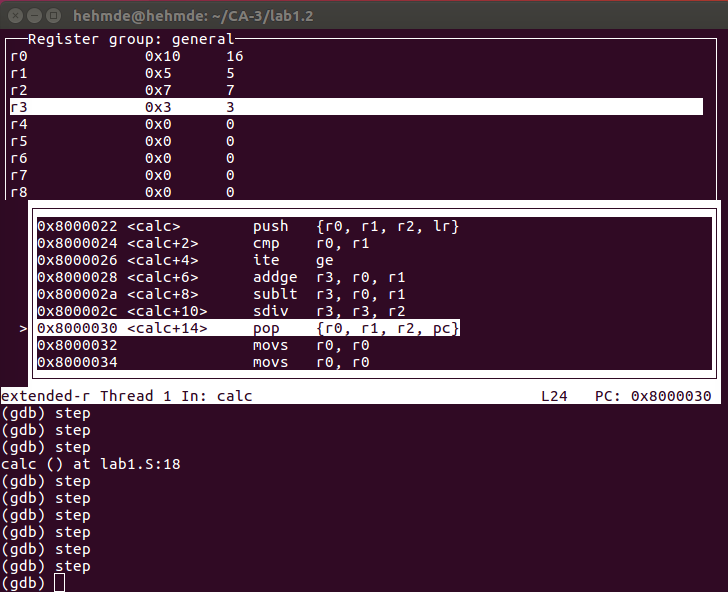 hehmde@hehmde: ~/CA-3/lab1.2
Register group: general
r0 0x10 16
r1 0x5 5
r2 0x7 7
r3 0x3 3
r4 0x0 0
r5 0x0 0
r6 0x0 0
r7 0x0 0
r8 0x0 0
0x8000022 <calc> push {r0, r1, r2, lr}
0x8000024 <calc+2> cmp r0, r1
0x8000026 <calc+4> ite ge
0x8000028 <calc+6> addge r3, r0, r1
0x800002a <calc+8> sublt r3, r0, r1
0x800002c <calc+10> sdiv r3, r3, r2
> 0x8000030 <calc+14> pop {r0, r1, r2, pc}
0x8000032 movs r0, r0
0x8000034 movs r0, r0
extended-r Thread 1 In: calc L24 PC: 0x8000030
(gdb) step
(gdb) step
(gdb) step
calc () at lab1.S:18
(gdb) step
(gdb) step
(gdb) step
(gdb) step
(gdb) step
(gdb) step
(gdb)